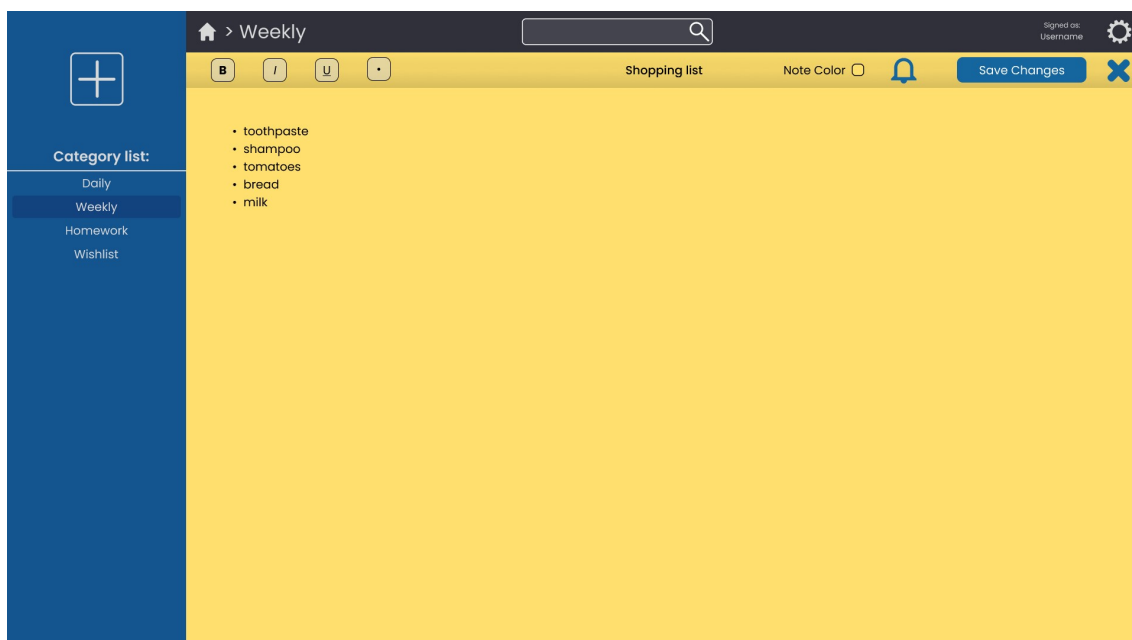 > Weekly
Signed as:
Username
B I U •
Shopping list
Note Color
Save Changes
Category list:
Daily
Weekly
Homework
Wishlist
• toothpaste
• shampoo
• tomatoes
• bread
• milk